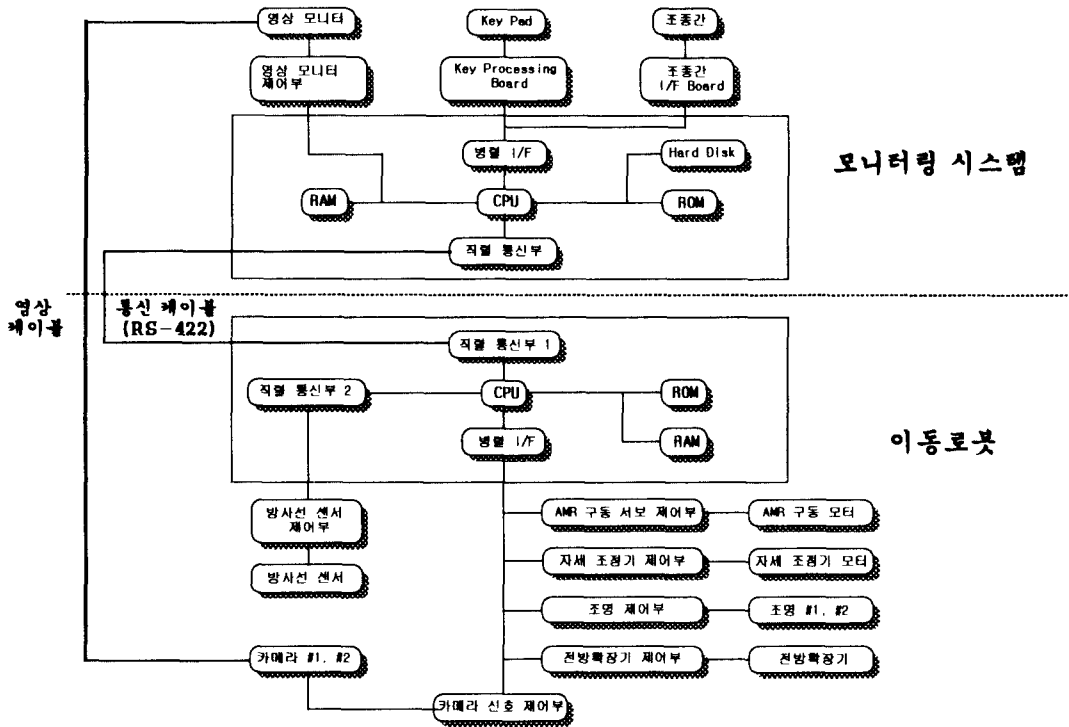 영상 모니터
Key Pad
조종간
영상 모니터
제어부
Key Processing
Board
조종간
I/F Board
병렬 I/F
Hard Disk
모니터링 시스템
RAM
CPU
ROM
직렬 통신부
영상
케이블
통신 케이블
(RS-422)
직렬 통신부 1
직렬 통신부 2
CPU
ROM
병렬 I/F
RAM
이동로봇
방사선 센서
제어부
AMR 구동 서보 제어부
AMR 구동 모터
방사선 센서
자세 조정기 제어부
자세 조정기 모터
조명 제어부
조명 #1, #2
카메라 #1, #2
전방확장기 제어부
전방확장기
카메라 신호 제어부